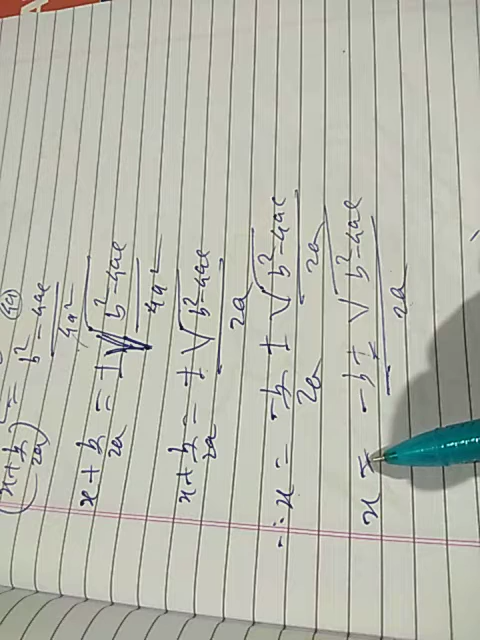 (x + b/2a)² = b² - 4ac / 4a²
x + b/2a = ± √(b² - 4ac / 4a²)
x + b/2a = ± √(b² - 4ac) / 2a
∴ x = -b/2a ± √(b² - 4ac) / 2a
x = -b ± √(b² - 4ac) / 2a